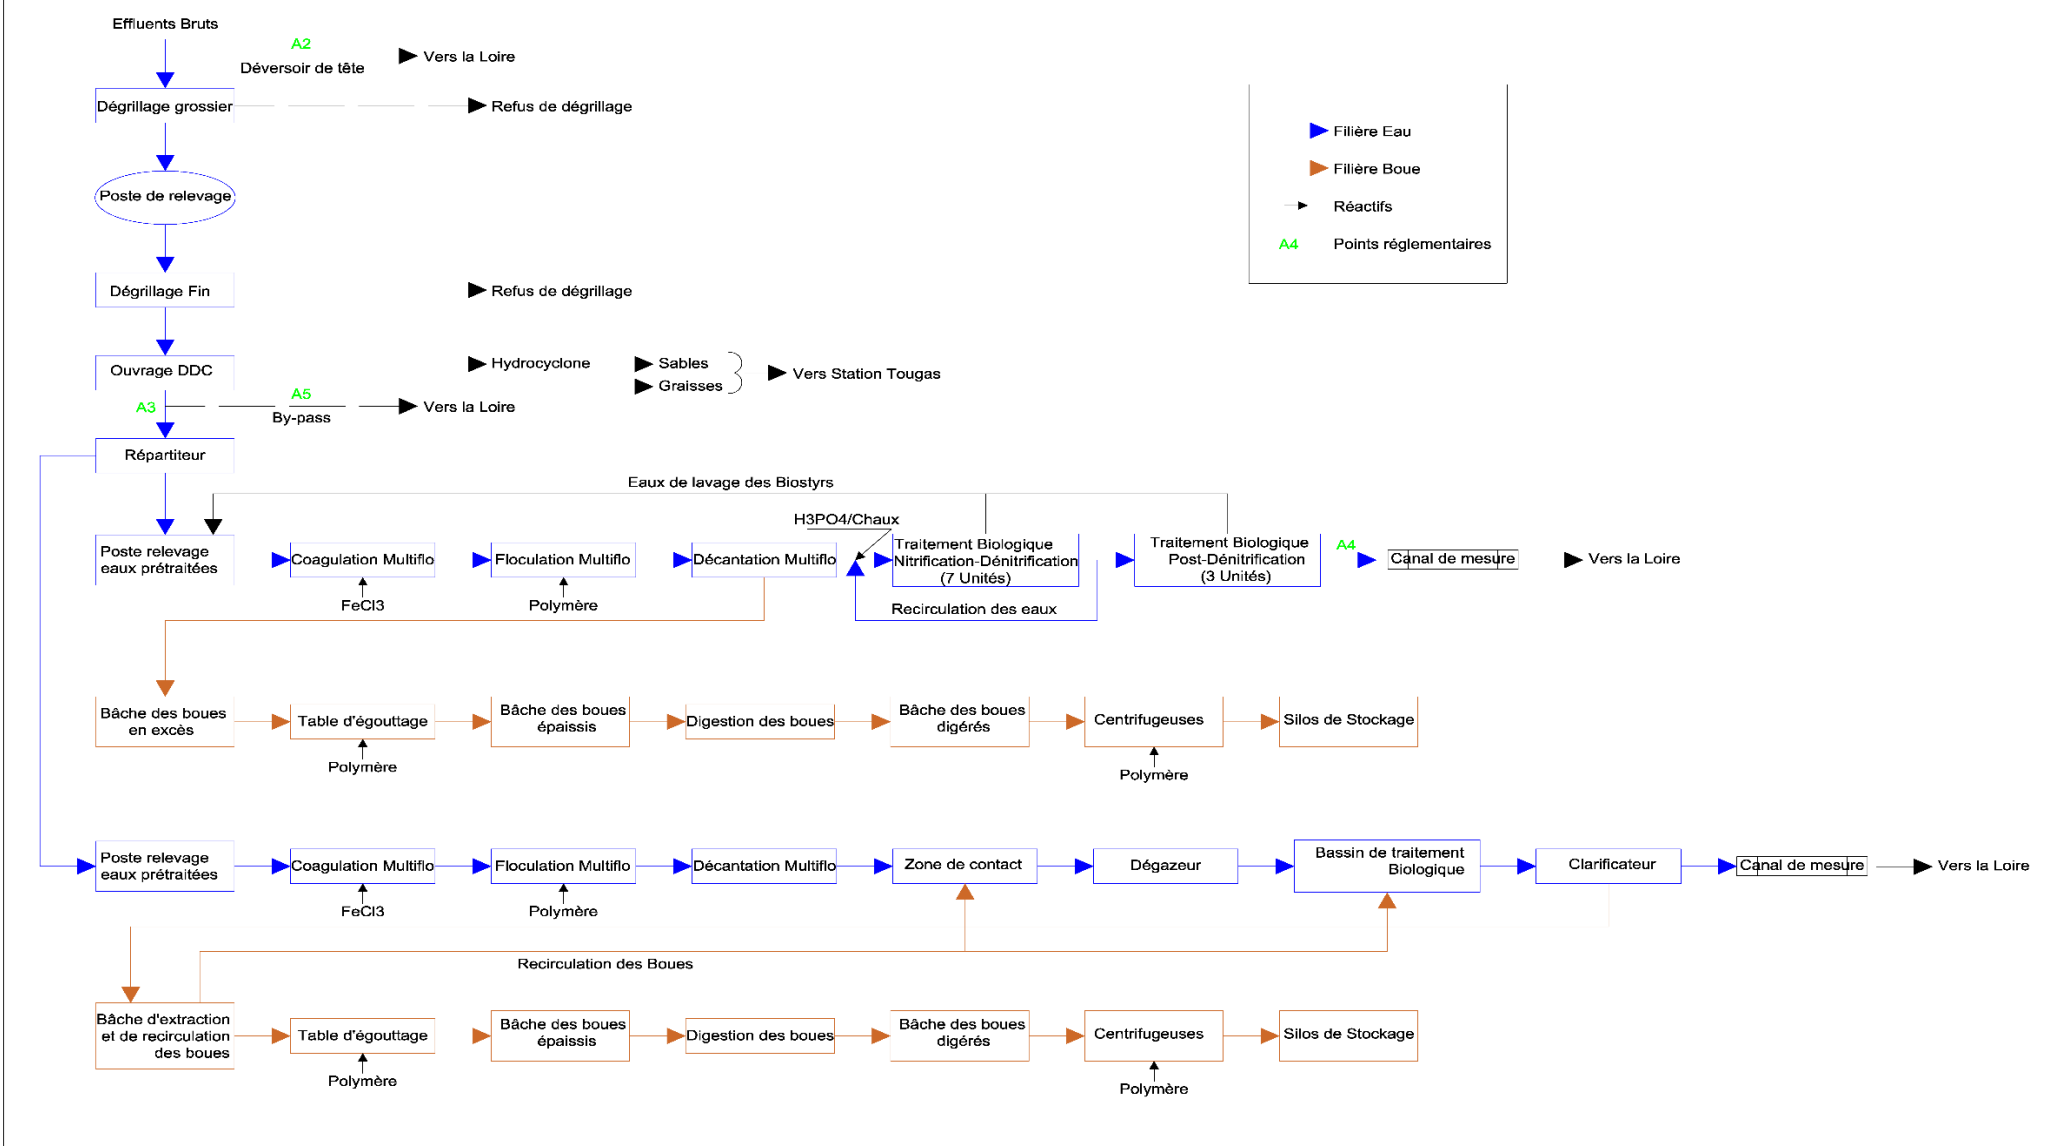 Effluents Bruts
A2
Déversoir de tête
Vers la Loire
Dégrillage grossier
Refus de dégrillage
Filière Eau
Filière Boue
Réactifs
A4
Points réglementaires
Poste de relevage
Dégrillage Fin
Refus de dégrillage
Ouvrage DDC
Hydrocyclone
Sables
Graisses
Vers Station Tougas
A3
A5
By-pass
Vers la Loire
Répartiteur
Eaux de lavage des Biostyrs
H3PO4/Chaux
Poste relevage
eaux prétraitées
Coagulation Multiflo
Floculation Multiflo
Décantation Multiflo
Traitement Biologique
Nitrification-Dénitrification
(7 Unités)
Traitement Biologique
Post-Dénitrification
(3 Unités)
A4
Canal de mesure
Vers la Loire
FeCl3
Polymère
Recirculation des eaux
Bâche des boues
en excès
Table d'égouttage
Bâche des boues
épaissis
Digestion des boues
Bâche des boues
digérés
Centrifugeuses
Silos de Stockage
Polymère
Polymère
Poste relevage
eaux prétraitées
Coagulation Multiflo
Floculation Multiflo
Décantation Multiflo
Zone de contact
Dégazeur
Bassin de traitement
Biologique
Clarificateur
Canal de mesure
Vers la Loire
FeCl3
Polymère
Recirculation des Boues
Bâche d'extraction
et de recirculation
des boues
Table d'égouttage
Bâche des boues
épaissis
Digestion des boues
Bâche des boues
digérés
Centrifugeuses
Silos de Stockage
Polymère
Polymère